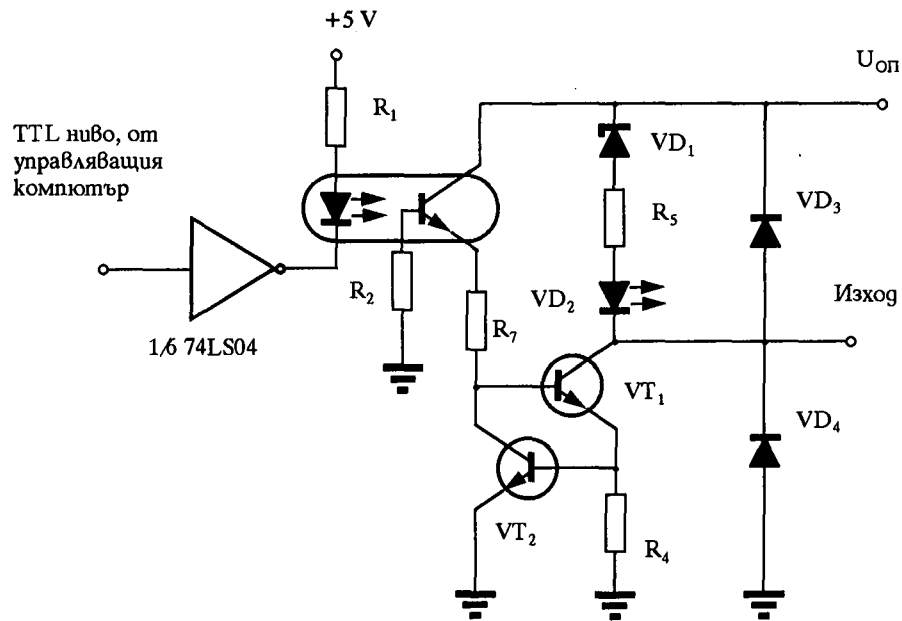 +5 V
U_ОП
R₁
TTL ниво, от
управляващия
компютър
VD₁
VD₃
R₅
R₂
VD₂
Изход
R₇
1/6 74LS04
VT₁
VD₄
VT₂
R₄